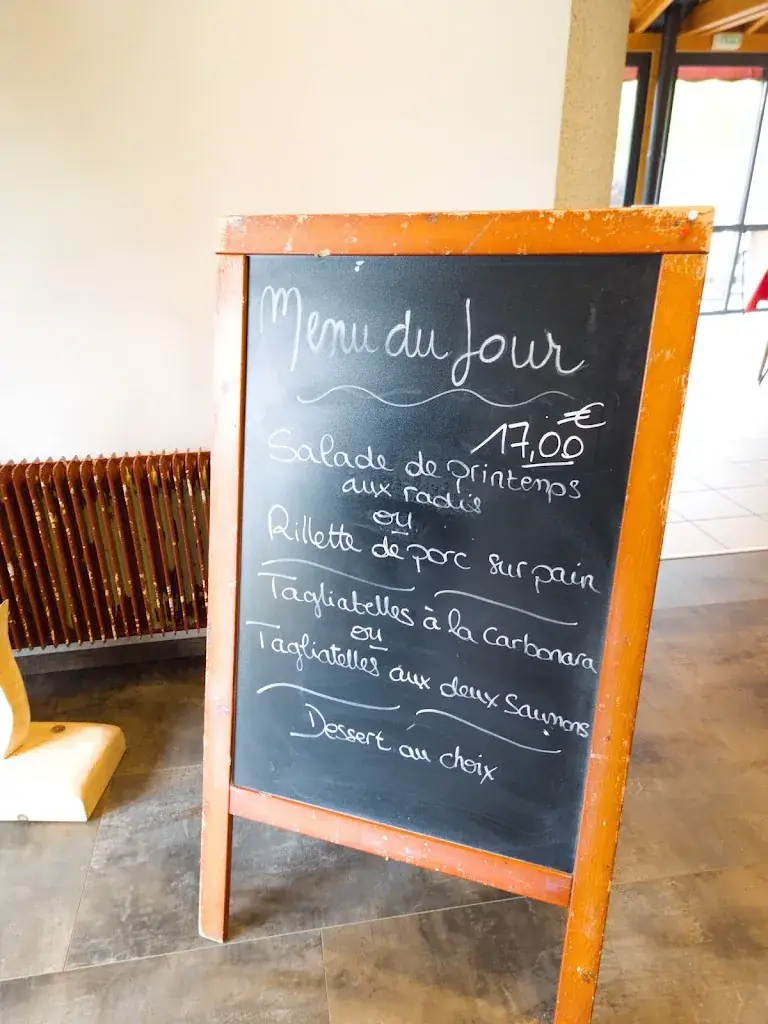 Menu du Jour
17,00€
Salade de printemps
aux radis
ou
Rillette de porc sur pain
Tagliatelles à la Carbonara
ou
Tagliatelles aux deux Saumons
Dessert au choix